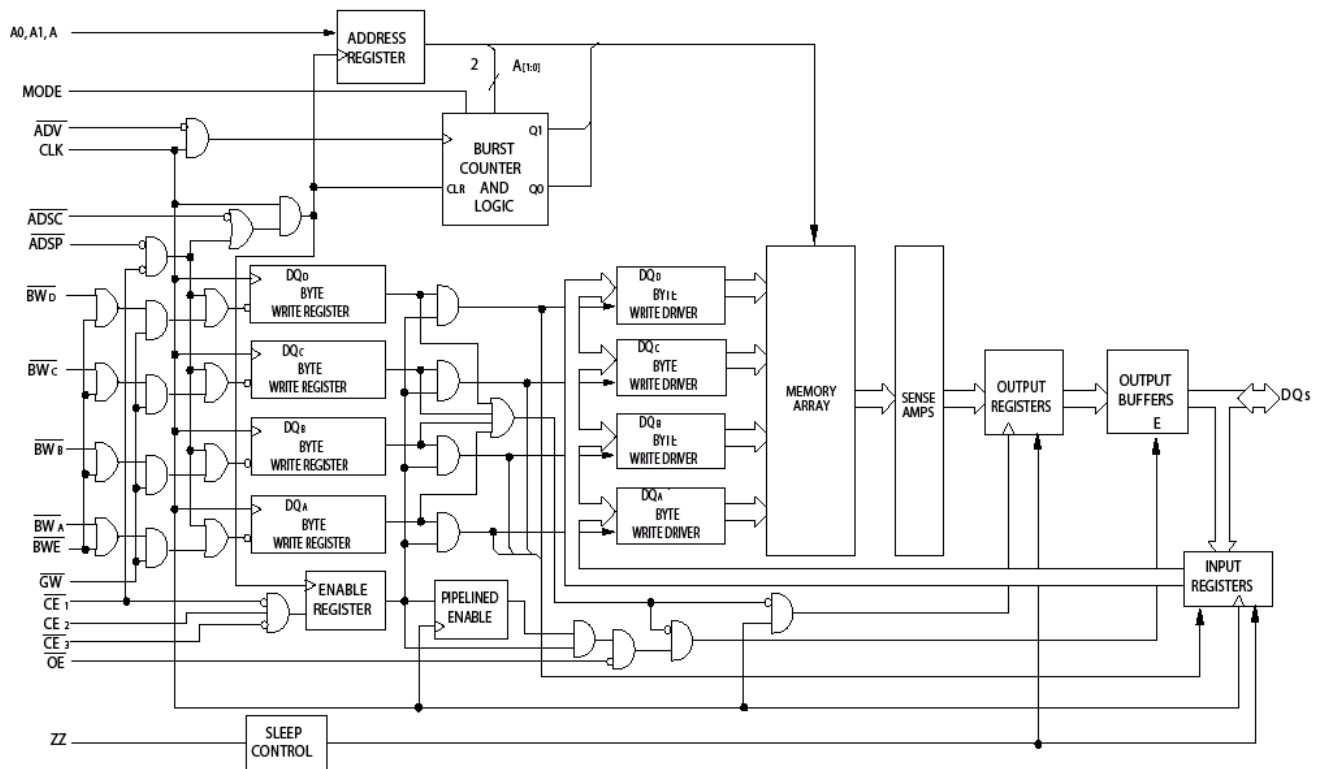 A0, A1, A
ADDRESS
REGISTER
2
A[1:0]
MODE
ADV
CLK
BURST
COUNTER
AND
LOGIC
Q1
CLR
Q0
ADSC
ADSP
BWD
BWC
BWB
BWA
BWE
GW
CE1
CE2
CE3
OE
ZZ
DQD
BYTE
WRITE REGISTER
DQC
BYTE
WRITE REGISTER
DQB
BYTE
WRITE REGISTER
DQA
BYTE
WRITE REGISTER
ENABLE
REGISTER
PIPELINED
ENABLE
SLEEP
CONTROL
DQD
BYTE
WRITE DRIVER
DQC
BYTE
WRITE DRIVER
DQB
BYTE
WRITE DRIVER
DQA
BYTE
WRITE DRIVER
MEMORY
ARRAY
SENSE
AMPS
OUTPUT
REGISTERS
OUTPUT
BUFFERS
E
DQs
INPUT
REGISTERS